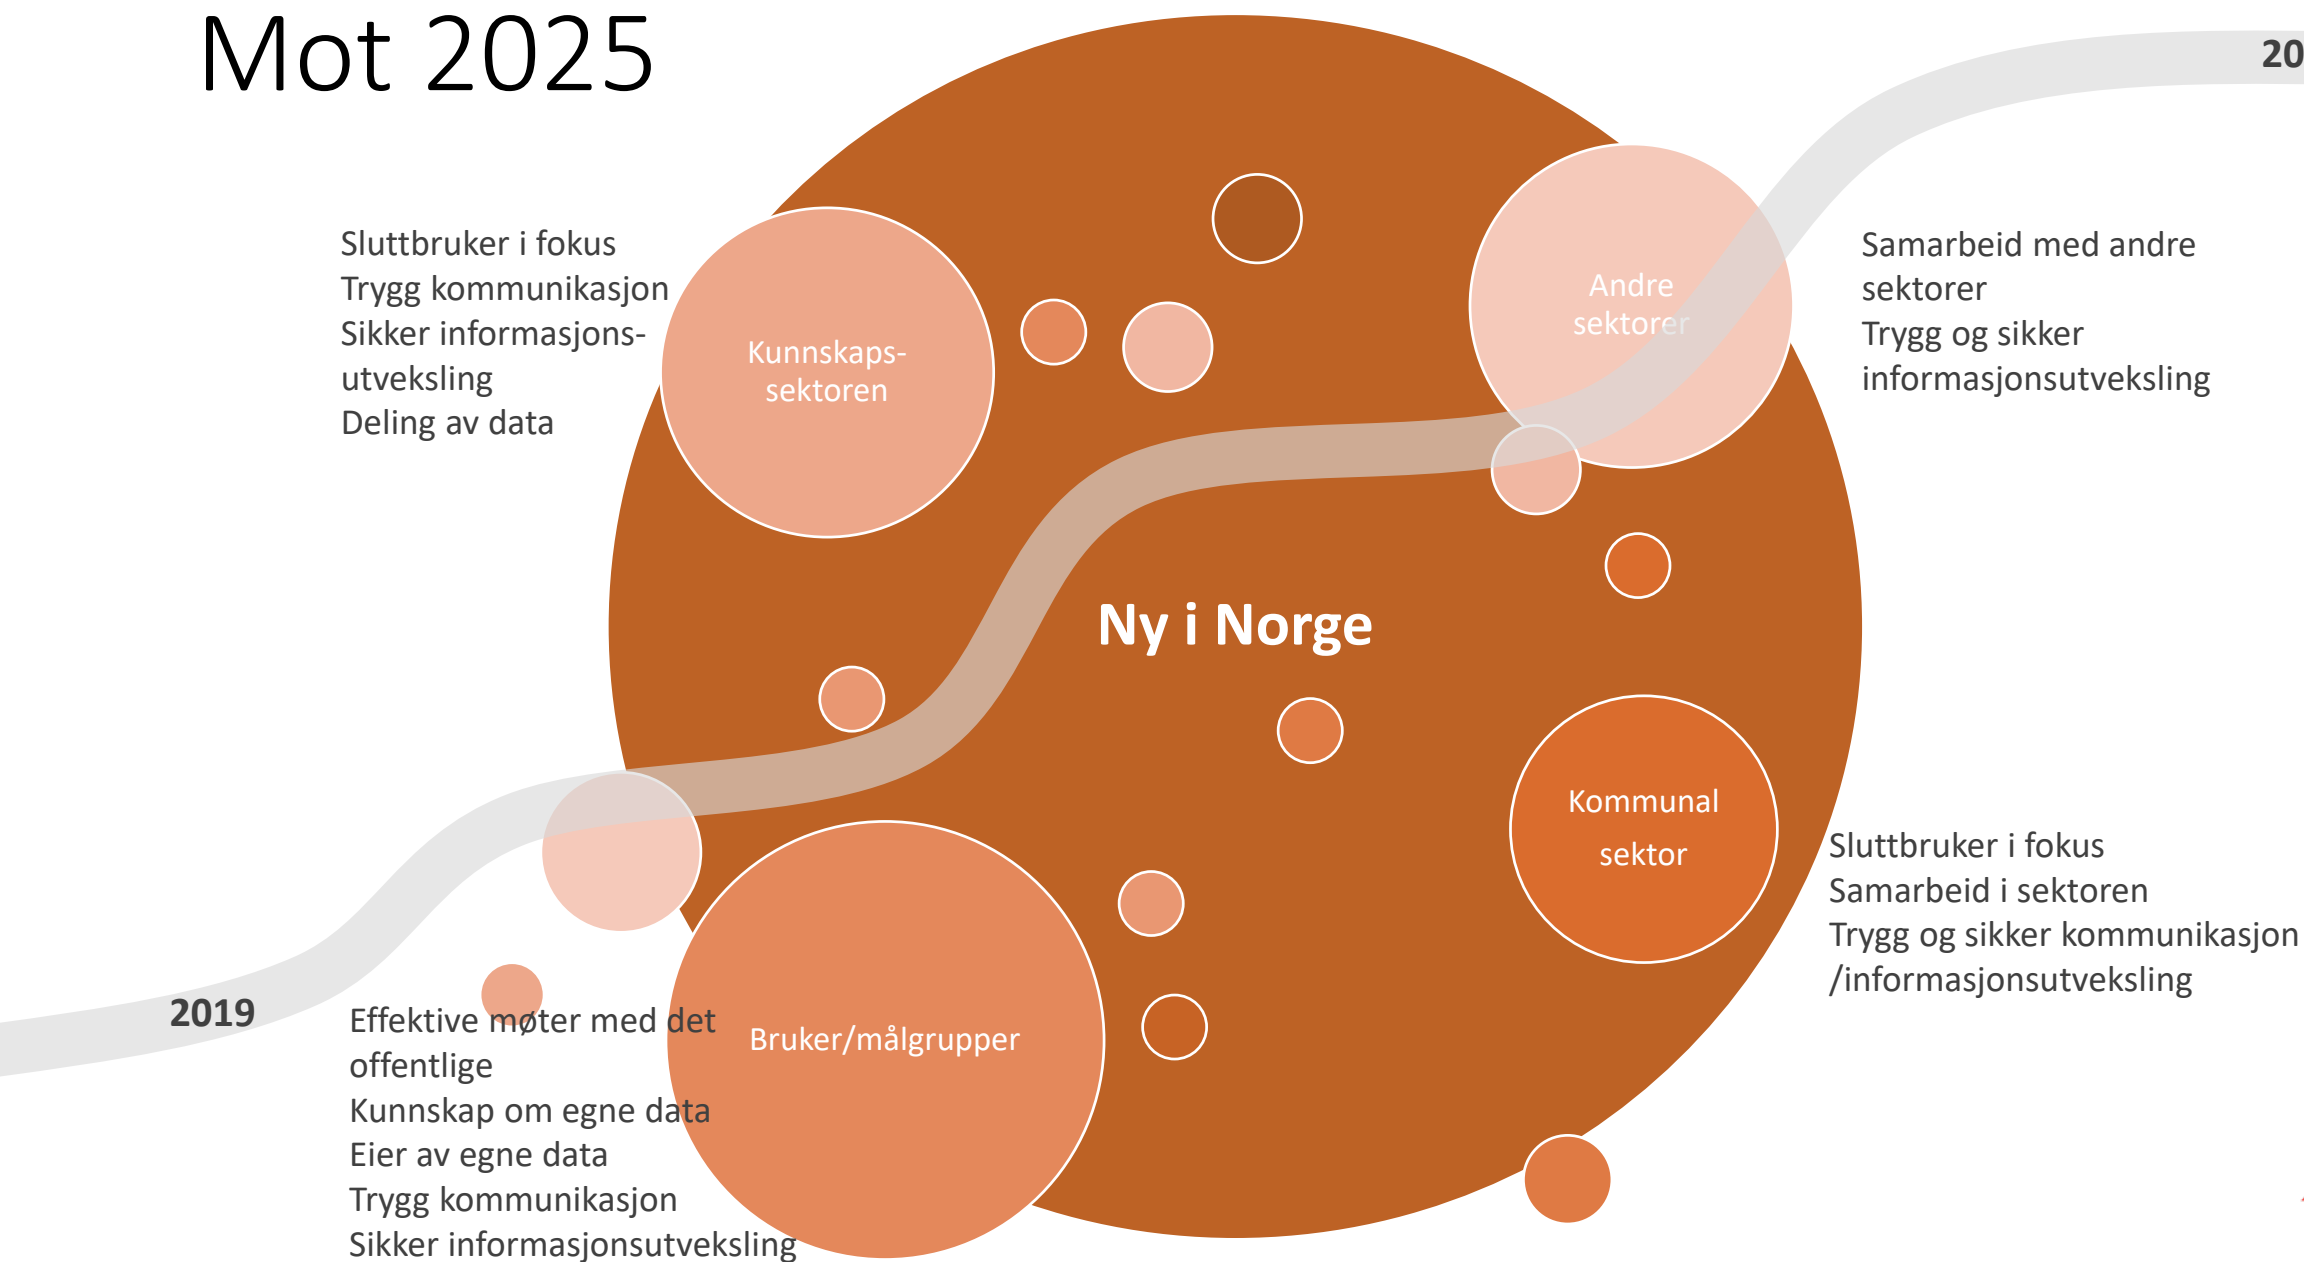 Mot 2025
20
Sluttbruker i fokus
Trygg kommunikasjon
Sikker informasjons-
utveksling
Deling av data
Kunnskaps-
sektoren
Andre
sektorer
Samarbeid med andre
sektorer
Trygg og sikker
informasjonsutveksling
Ny i Norge
Kommunal
sektor
Sluttbruker i fokus
Samarbeid i sektoren
Trygg og sikker kommunikasjon
/informasjonsutveksling
2019
Effektive møter med det
offentlige
Kunnskap om egne data
Eier av egne data
Trygg kommunikasjon
Sikker informasjonsutveksling
Bruker/målgrupper